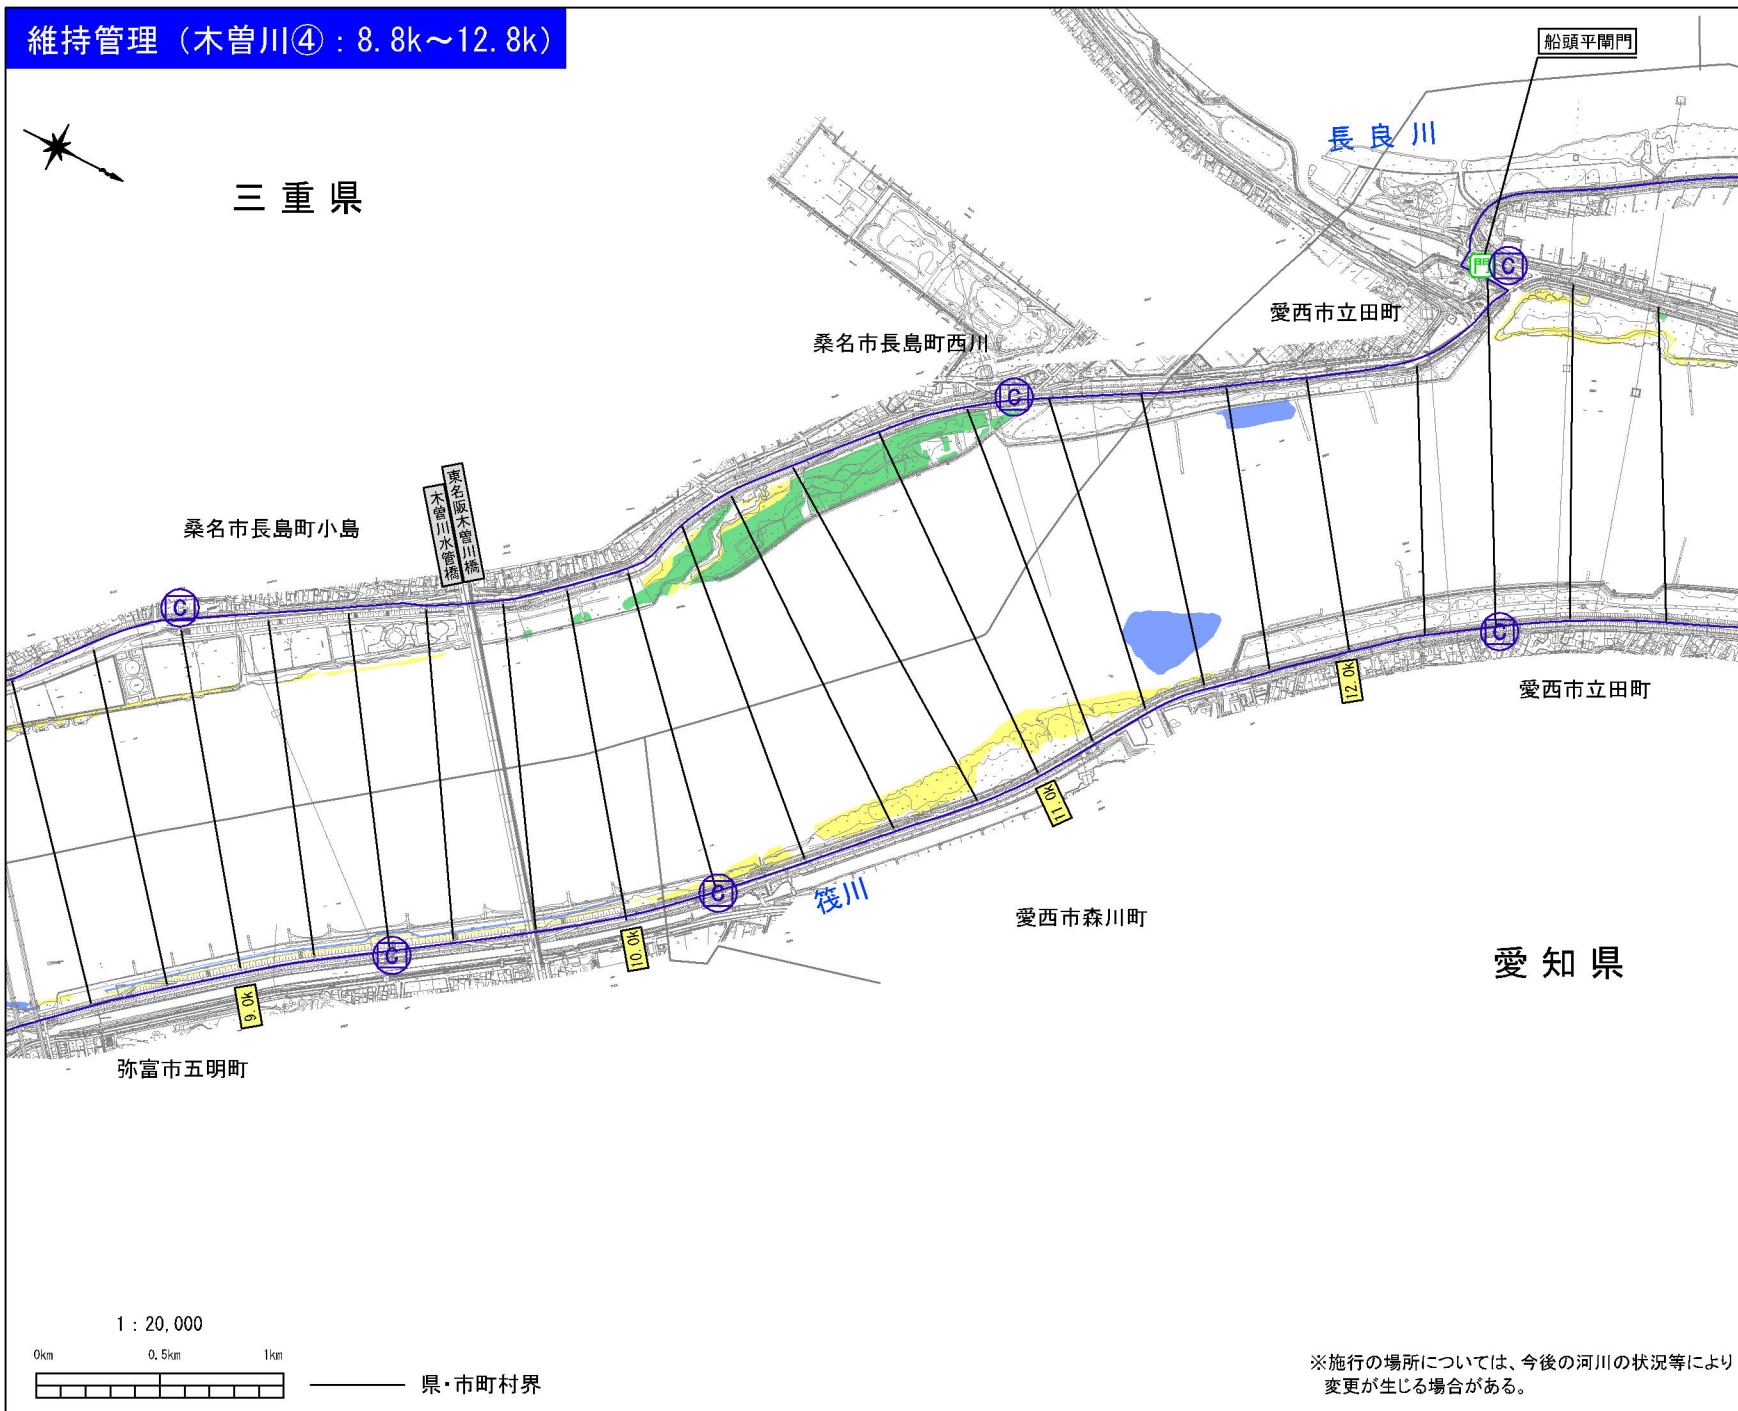 維持管理（木曽川④：8.8k～12.8k）
船頭平閘門
長良川
三重県
門
C
愛西市立田町
桑名市長島町西川
C
東名阪木曽川橋
木曽川水管橋
桑名市長島町小島
C
C
12.0k
愛西市立田町
11.0k
C
筏川
愛西市森川町
10.0k
愛知県
C
9.0k
弥富市五明町
1：20,000
0km 0.5km 1km
県・市町村界
※施行の場所については、今後の河川の状況等により
変更が生じる場合がある。